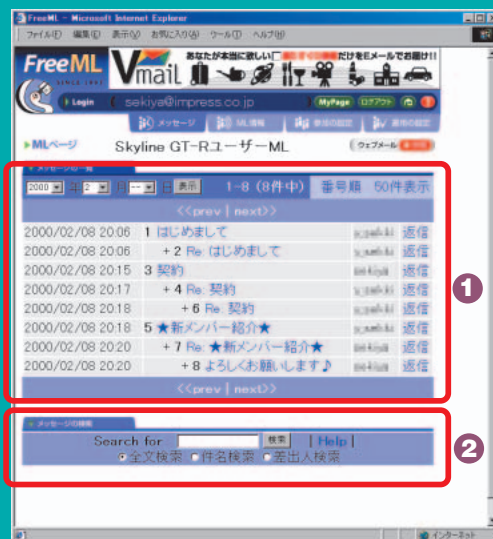 FreeML - Microsoft Internet Explorer
ファイル(F) 編集(E) 表示(V) お気に入り(A) ツール(T) ヘルプ(H)
FreeML
SINCE 1997
Vmail
あなたが本当に欲しい
だけをEメールでお届け!!
Login sekiya@impress.co.jp MyPage ログアウト
メッセージ ML情報 参加の設定
MLページ Skyline GT-RユーザーML ウェブメール
メッセージの一覧
2000 年 2 月 -- 日 表示 1-8 (8件中) 番号順 50件表示
<<prev | next>>
2000/02/08 20:06 1 はじめまして 返信
2000/02/08 20:06 +2 Re: はじめまして 返信
2000/02/08 20:15 3 契約 返信
2000/02/08 20:17 +4 Re: 契約 返信
2000/02/08 20:18 +6 Re: 契約 返信
2000/02/08 20:18 5 ★新メンバー紹介★ 返信
2000/02/08 20:20 +7 Re: ★新メンバー紹介★ 返信
2000/02/08 20:20 +8 よろしくお願いします♪ 返信
<<prev | next>>
1
メッセージの検索
Search for 検索 | Help |
全文検索 件名検索 差出人検索
2
インターネット